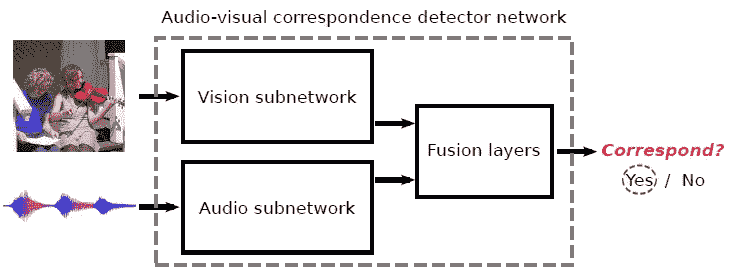 Audio-visual correspondence detector network
Vision subnetwork
Audio subnetwork
Fusion layers
Correspond?
Yes / No